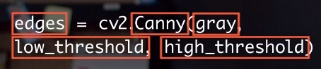 edges = cv2.Canny(gray,
low_threshold, high_threshold)